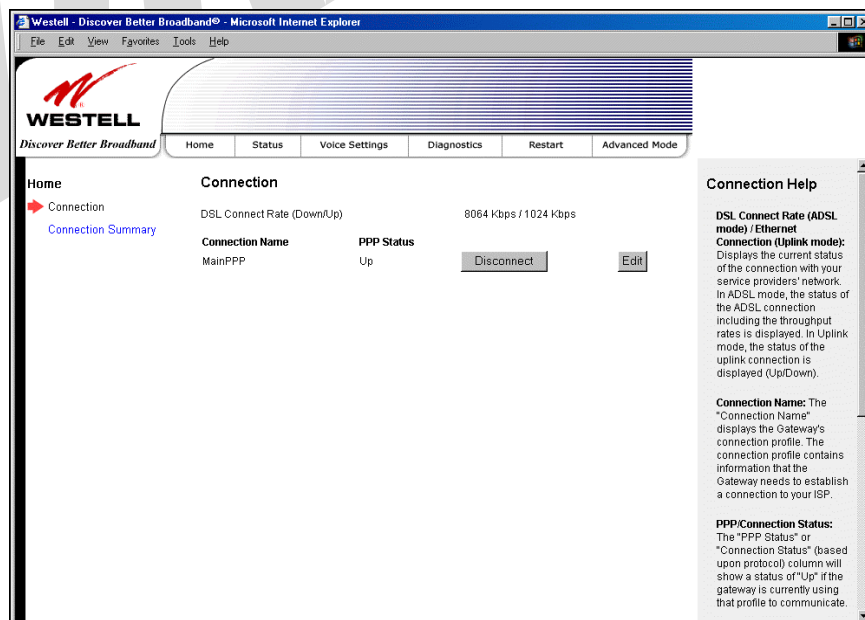 Westell - Discover Better Broadband® - Microsoft Internet Explorer
File Edit View Favorites Tools Help
WESTELL
Discover Better Broadband
Home Status Voice Settings Diagnostics Restart Advanced Mode
Home
Connection
Connection Summary
Connection
DSL Connect Rate (Down/Up) 8064 Kbps / 1024 Kbps
Connection Name PPP Status
MainPPP Up Disconnect Edit
Connection Help
DSL Connect Rate (ADSL
mode) / Ethernet
Connection (Uplink mode):
Displays the current status
of the connection with your
service providers' network.
In ADSL mode, the status of
the ADSL connection
including the throughput
rates is displayed. In Uplink
mode, the status of the
uplink connection is
displayed (Up/Down).
Connection Name: The
"Connection Name"
displays the Gateway's
connection profile. The
connection profile contains
information that the
Gateway needs to establish
a connection to your ISP.
PPP/Connection Status:
The "PPP Status" or
"Connection Status" (based
upon protocol) column will
show a status of "Up" if the
gateway is currently using
that profile to communicate.